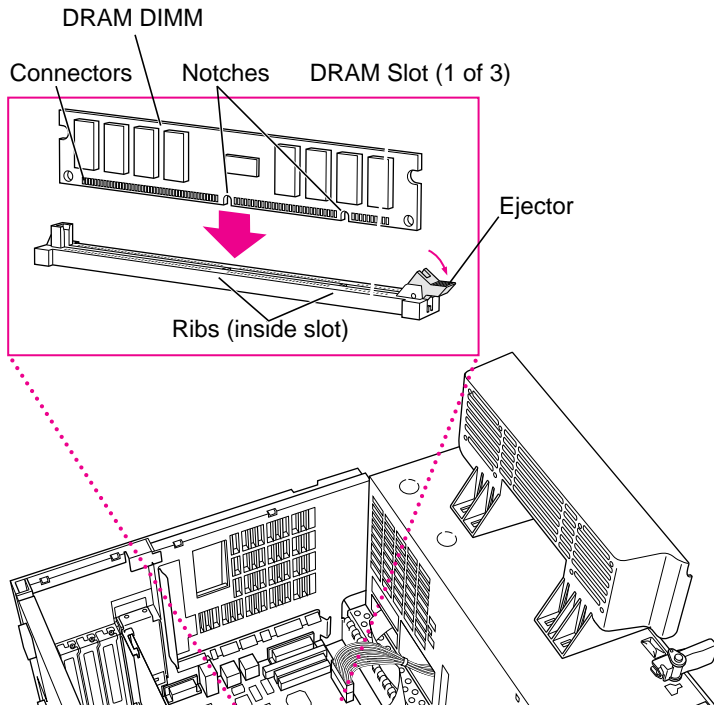 DRAM DIMM
Connectors
Notches
DRAM Slot (1 of 3)
Ejector
Ribs (inside slot)